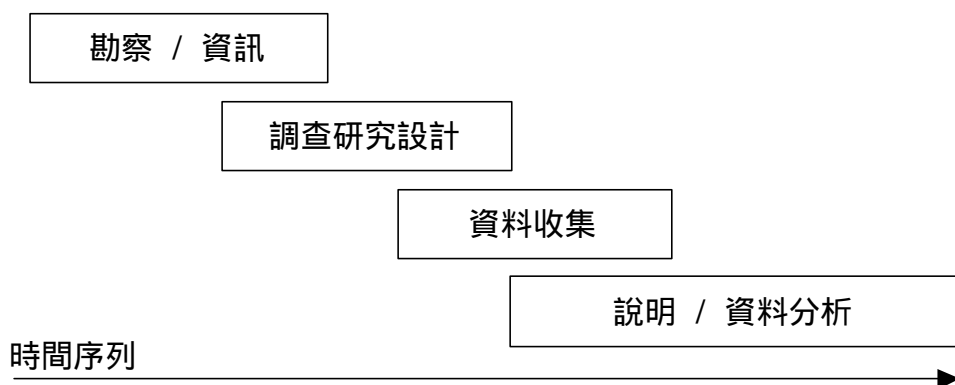 勘察 / 資訊
調查研究設計
資料收集
說明 / 資料分析
時間序列